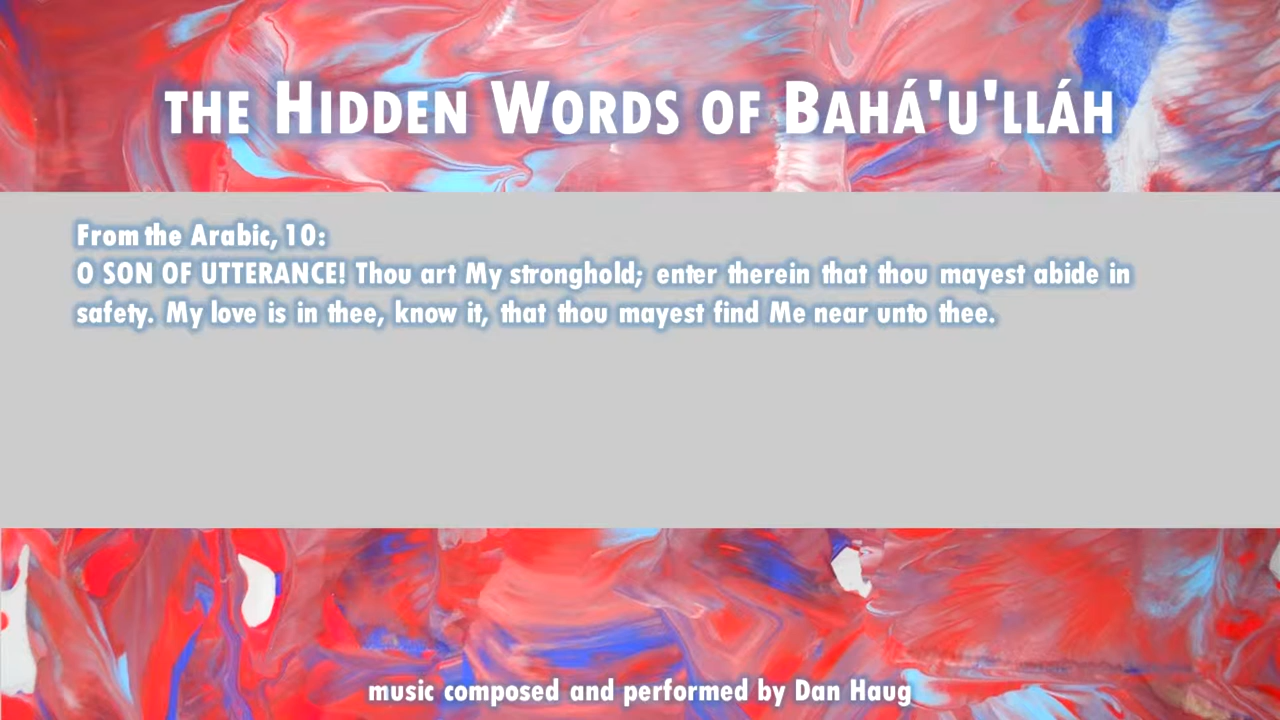 THE HIDDEN WORDS OF BAHÁ'U'LLÁH
From the Arabic, 10:
O SON OF UTTERANCE! Thou art My stronghold; enter therein that thou mayest abide in
safety. My love is in thee, know it, that thou mayest find Me near unto thee.
music composed and performed by Dan Haug